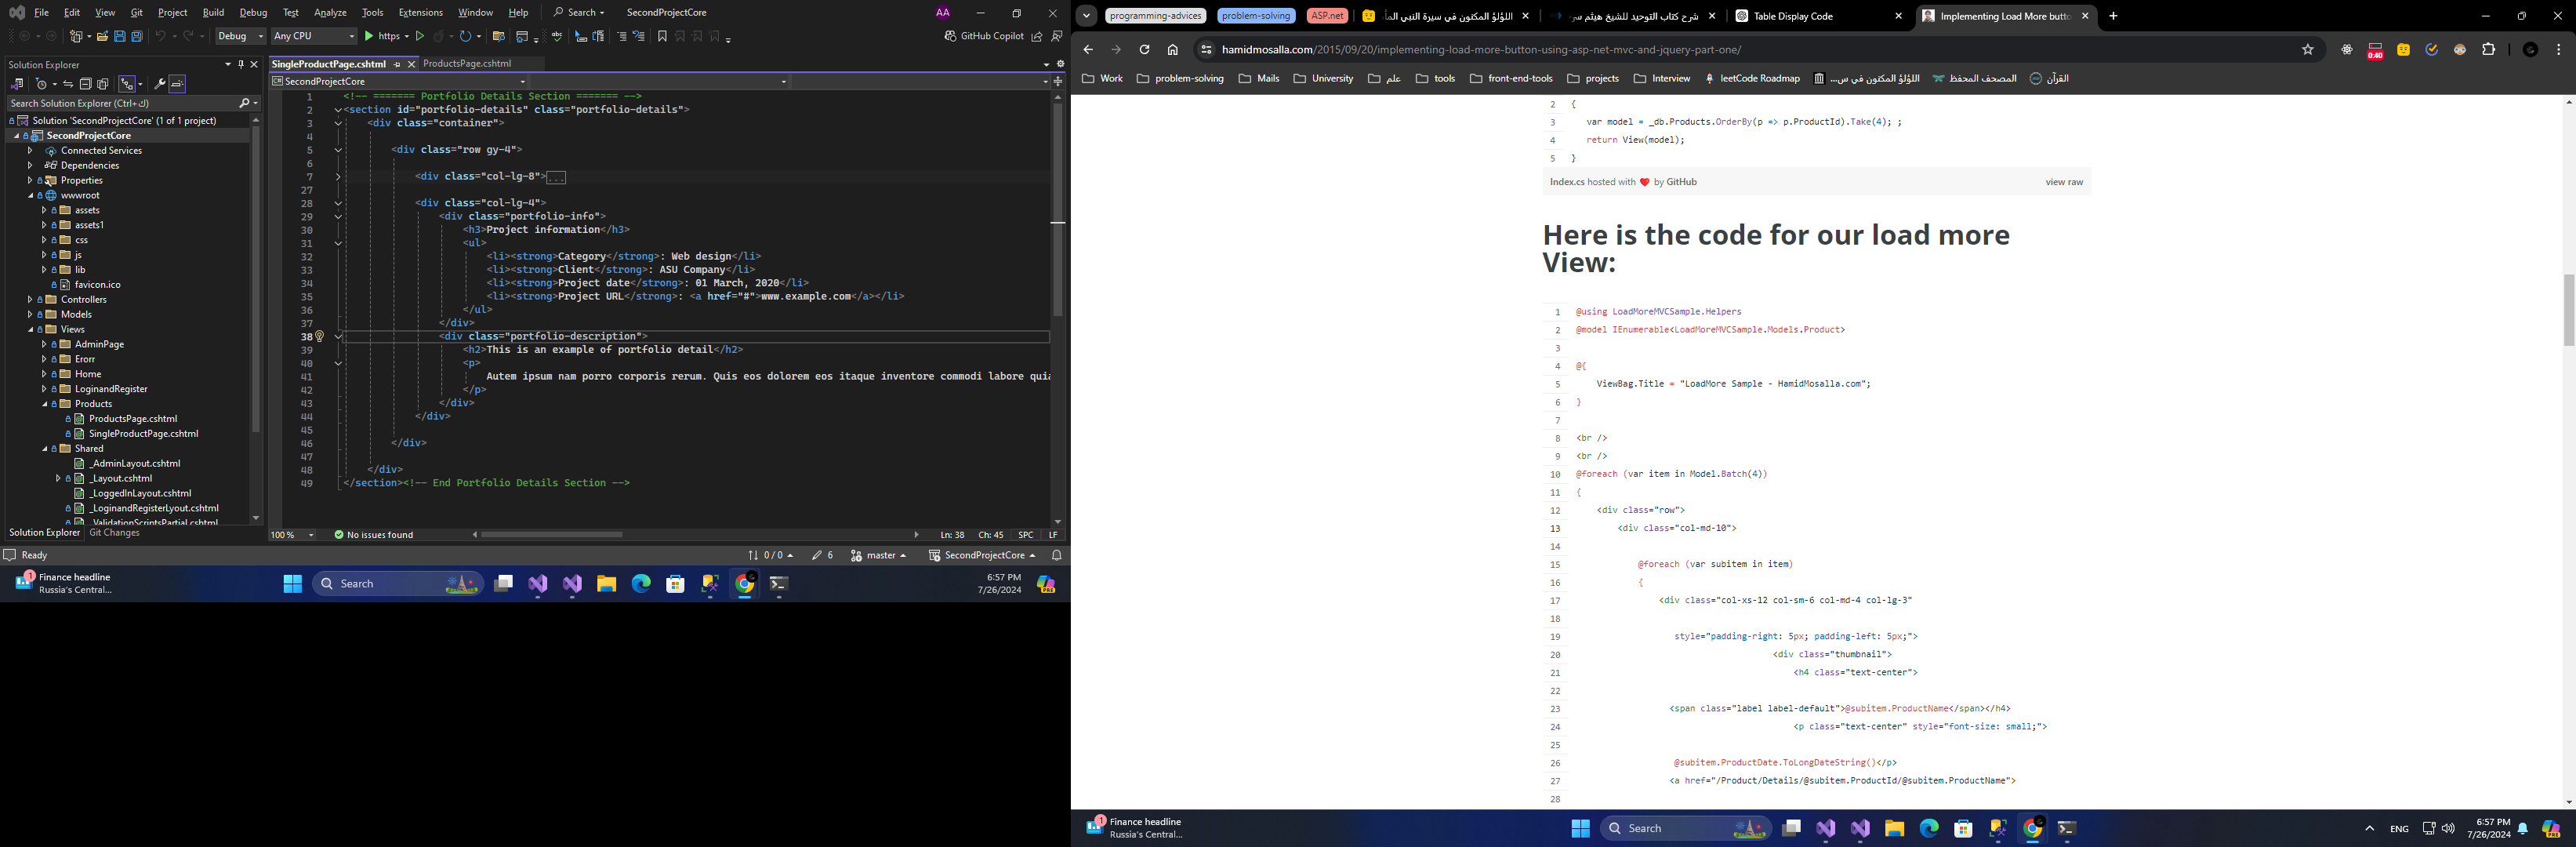 File Edit View Git Project Build Debug Test Analyze Tools Extensions Window Help Search SecondProjectCore AA
Debug Any CPU https GitHub Copilot
Solution Explorer
Search Solution Explorer (Ctrl+ك)
Solution 'SecondProjectCore' (1 of 1 project)
SecondProjectCore
Connected Services
Dependencies
Properties
wwwroot
assets
assets1
css
js
lib
favicon.ico
Controllers
Models
Views
AdminPage
Erorr
Home
LoginandRegister
Products
ProductsPage.cshtml
SingleProductPage.cshtml
Shared
_AdminLayout.cshtml
_Layout.cshtml
_LoggedInLayout.cshtml
_LoginandRegisterLyout.cshtml
_ValidationScriptsPartial.cshtml
Solution Explorer Git Changes
SingleProductPage.cshtml ProductsPage.cshtml
SecondProjectCore
1 <!-- ======= Portfolio Details Section ======= -->
2 <section id="portfolio-details" class="portfolio-details">
3 <div class="container">
4
5 <div class="row gy-4">
6
7 <div class="col-lg-8">...
27
28 <div class="col-lg-4">
29 <div class="portfolio-info">
30 <h3>Project information</h3>
31 <ul>
32 <li><strong>Category</strong>: Web design</li>
33 <li><strong>Client</strong>: ASU Company</li>
34 <li><strong>Project date</strong>: 01 March, 2020</li>
35 <li><strong>Project URL</strong>: <a href="#">www.example.com</a></li>
36 </ul>
37 </div>
38 <div class="portfolio-description">
39 <h2>This is an example of portfolio detail</h2>
40 <p>
41 Autem ipsum nam porro corporis rerum. Quis eos dolorem eos itaque inventore commodi labore quia
42 </p>
43 </div>
44 </div>
45
46 </div>
47
48 </div>
49 </section><!-- End Portfolio Details Section -->
100 % No issues found Ln: 38 Ch: 45 SPC LF
Ready 0 / 0 6 master SecondProjectCore
1 Finance headline
Russia's Central...
Search
6:57 PM
7/26/2024
programming-advices problem-solving ASP.net اللؤلؤ المكنون في سيرة النبي الما شرح كتاب التوحيد للشيخ هيثم سر Table Display Code Implementing Load More butto
hamidmosalla.com/2015/09/20/implementing-load-more-button-using-asp-net-mvc-and-jquery-part-one/ 0:40
Work problem-solving Mails University علم tools front-end-tools projects Interview leetCode Roadmap اللؤلؤ المكنون في س... المصحف المحفظ القرآن
2 {
3 var model = _db.Products.OrderBy(p => p.ProductId).Take(4); ;
4 return View(model);
5 }
Index.cs hosted with ❤ by GitHub view raw
Here is the code for our load more
View:
1 @using LoadMoreMVCSample.Helpers
2 @model IEnumerable<LoadMoreMVCSample.Models.Product>
3
4 @{
5 ViewBag.Title = "LoadMore Sample - HamidMosalla.com";
6 }
7
8 <br />
9 <br />
10 @foreach (var item in Model.Batch(4))
11 {
12 <div class="row">
13 <div class="col-md-10">
14
15 @foreach (var subitem in item)
16 {
17 <div class="col-xs-12 col-sm-6 col-md-4 col-lg-3"
18
19 style="padding-right: 5px; padding-left: 5px;">
20 <div class="thumbnail">
21 <h4 class="text-center">
22
23 <span class="label label-default">@subitem.ProductName</span></h4>
24 <p class="text-center" style="font-size: small;">
25
26 @subitem.ProductDate.ToLongDateString()</p>
27 <a href="/Product/Details/@subitem.ProductId/@subitem.ProductName">
28
1 Finance headline
Russia's Central...
Search
ENG
6:57 PM
7/26/2024